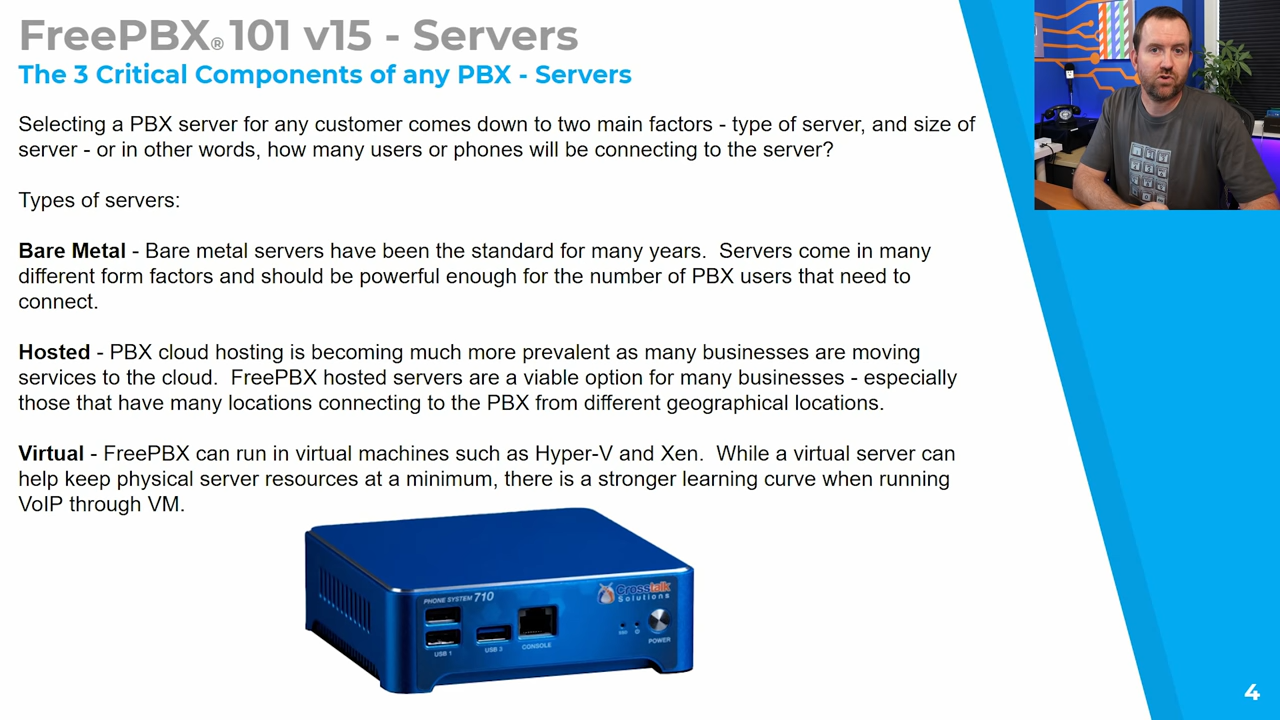 FreePBX® 101 v15 - Servers
The 3 Critical Components of any PBX - Servers
Selecting a PBX server for any customer comes down to two main factors - type of server, and size of
server - or in other words, how many users or phones will be connecting to the server?
Types of servers:
Bare Metal - Bare metal servers have been the standard for many years.  Servers come in many
different form factors and should be powerful enough for the number of PBX users that need to
connect.
Hosted - PBX cloud hosting is becoming much more prevalent as many businesses are moving
services to the cloud.  FreePBX hosted servers are a viable option for many businesses - especially
those that have many locations connecting to the PBX from different geographical locations.
Virtual - FreePBX can run in virtual machines such as Hyper-V and Xen.  While a virtual server can
help keep physical server resources at a minimum, there is a stronger learning curve when running
VoIP through VM.
PHONE SYSTEM 710
Crosstalk
Solutions
USB 1
USB 3
CONSOLE
POWER
4